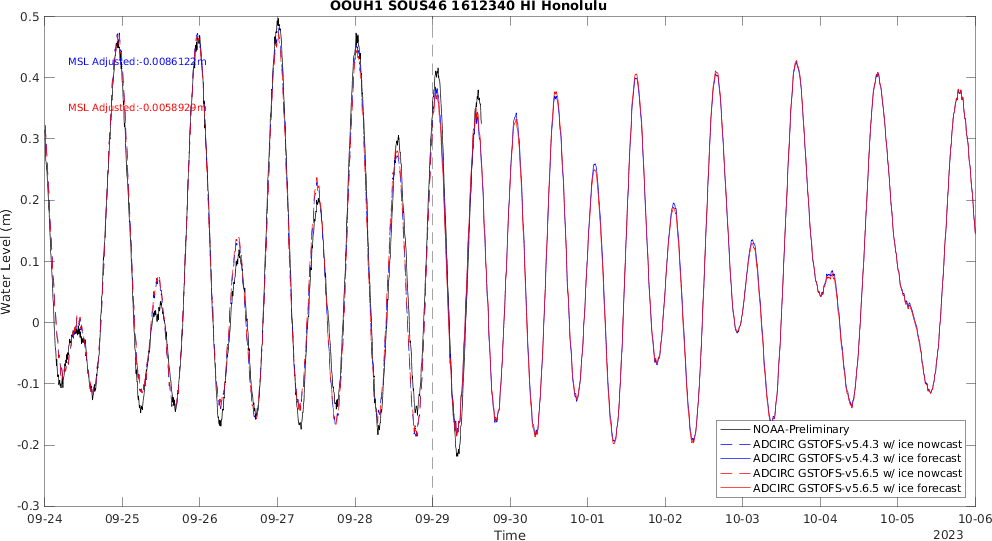 OOUH1 SOUS46 1612340 HI Honolulu
0.5
0.4
0.3
0.2
0.1
0
-0.1
-0.2
-0.3
Water Level (m)
MSL Adjusted:-0.0086122m
MSL Adjusted:-0.0058929m
NOAA-Preliminary
ADCIRC GSTOFS-v5.4.3 w/ ice nowcast
ADCIRC GSTOFS-v5.4.3 w/ ice forecast
ADCIRC GSTOFS-v5.6.5 w/ ice nowcast
ADCIRC GSTOFS-v5.6.5 w/ ice forecast
09-24 09-25 09-26 09-27 09-28 09-29 09-30 10-01 10-02 10-03 10-04 10-05 10-06
Time
2023